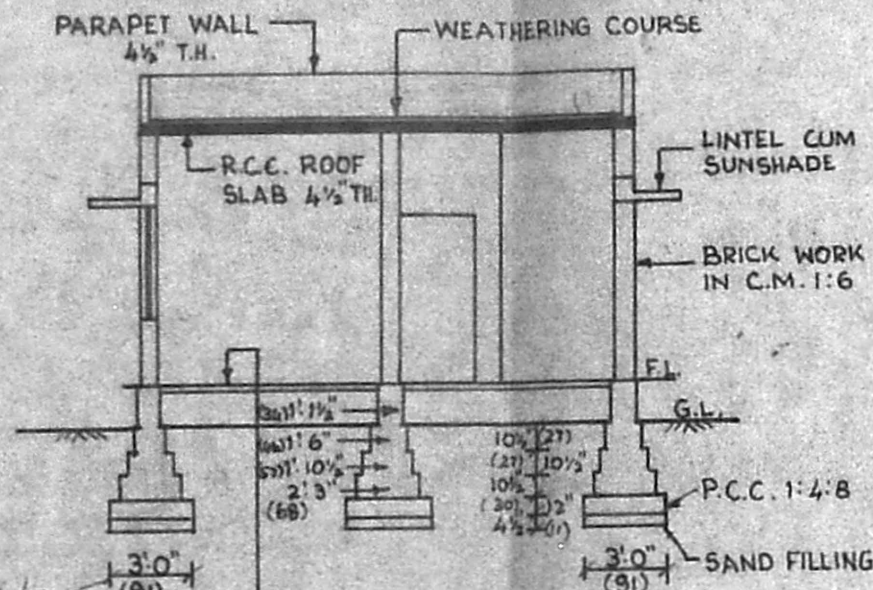 PARAPET WALL
4½" T.H.
WEATHERING COURSE
R.C.C. ROOF
SLAB 4½" TH.
LINTEL CUM
SUNSHADE
BRICK WORK
IN C.M. 1:6
F.L.
G.L.
(34) 1'. 1½"
1' 6"
1'. 10½"
2'. 3"
(68)
10½" (27)
(27) 10½"
10½
(30) 2"
4½ (11)
P.C.C. 1:4:8
SAND FILLING
3'.0"
(91)
3'.0"
(91)